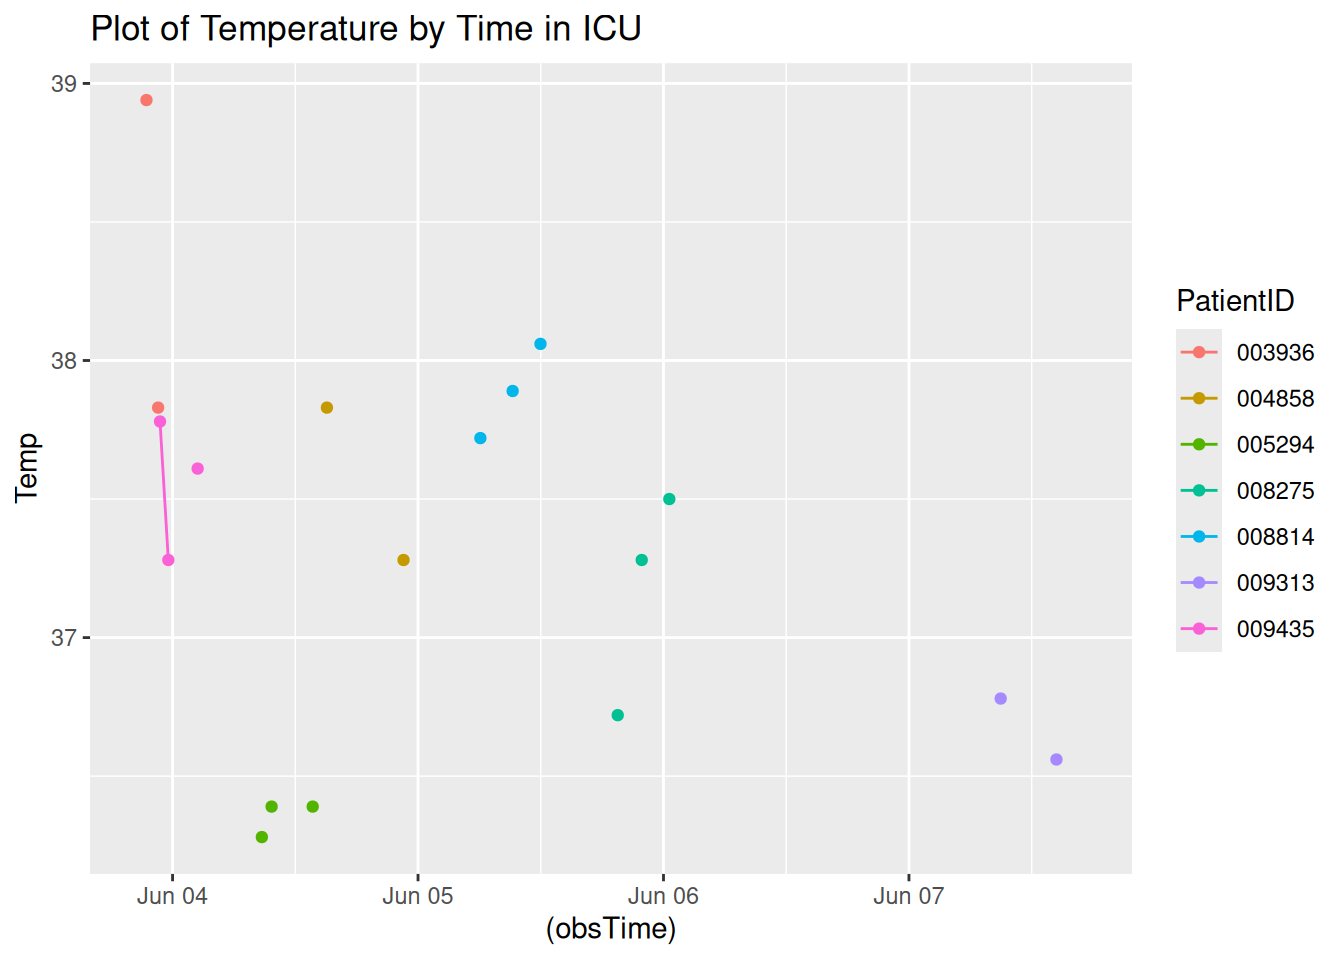 Plot of Temperature by Time in ICU
39
38
37
Temp
Jun 04
Jun 05
Jun 06
Jun 07
(obsTime)
PatientID
003936
004858
005294
008275
008814
009313
009435